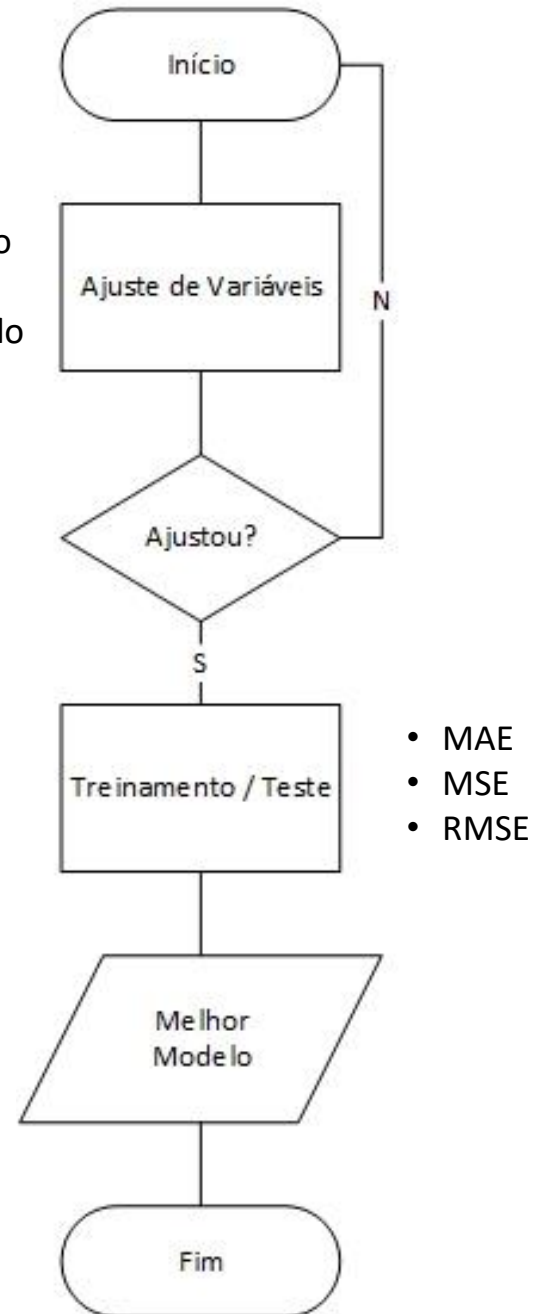 Início
Ajuste de Variáveis
N
Ajustou?
S
Treinamento / Teste
• MAE
• MSE
• RMSE
Melhor
Modelo
Fim